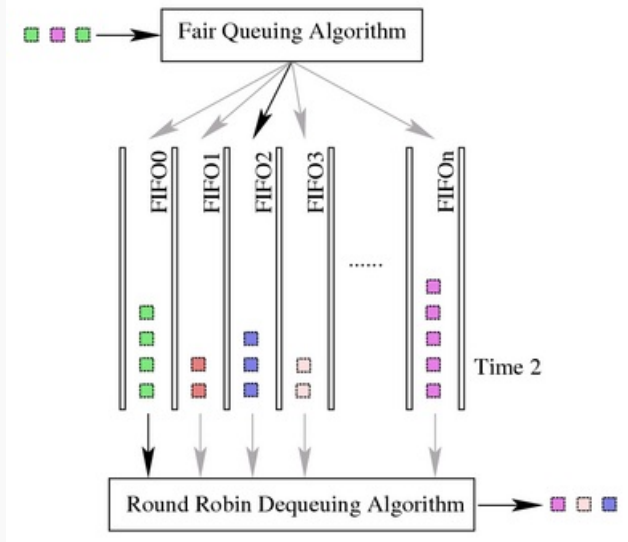 Fair Queuing Algorithm
FIFO0
FIFO1
FIFO2
FIFO3
......
FIFOn
Time 2
Round Robin Dequeuing Algorithm